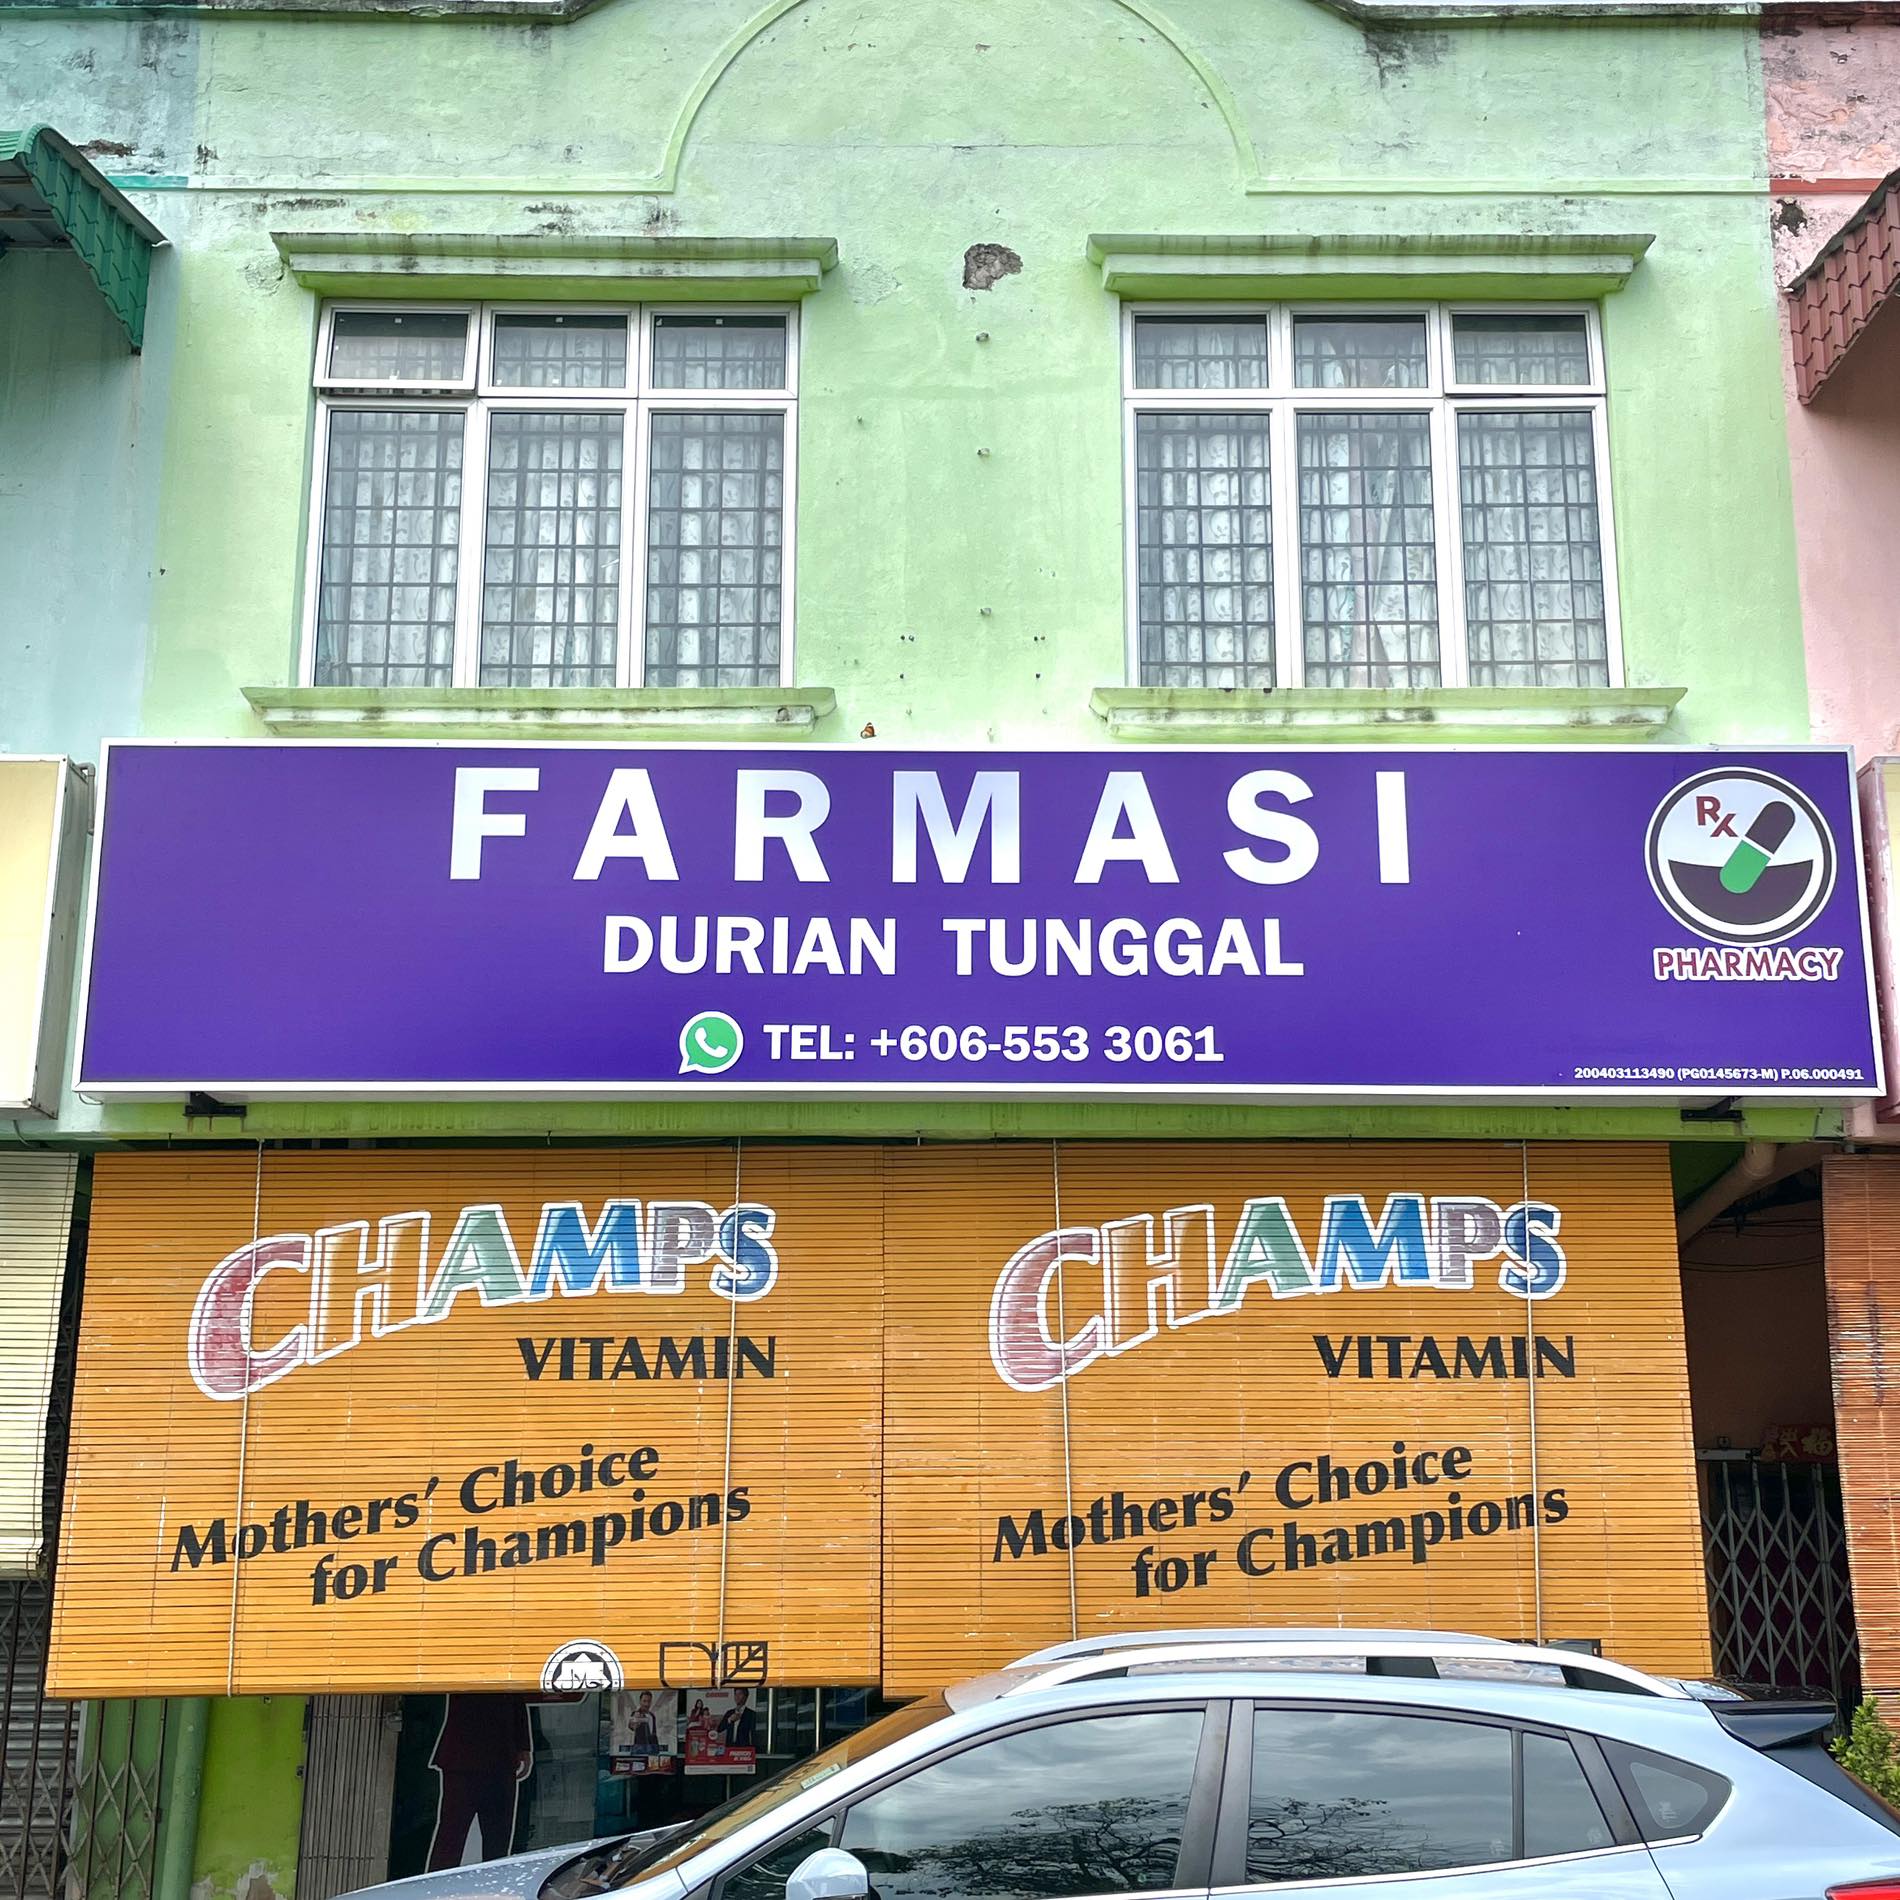 FARMASI
DURIAN TUNGGAL
TEL: +606-553 3061
Rx
PHARMACY
200403113490 (PG0145673-M) P.06.000491
CHAMPS
VITAMIN
Mothers' Choice
for Champions
CHAMPS
VITAMIN
Mothers' Choice
for Champions
حلال